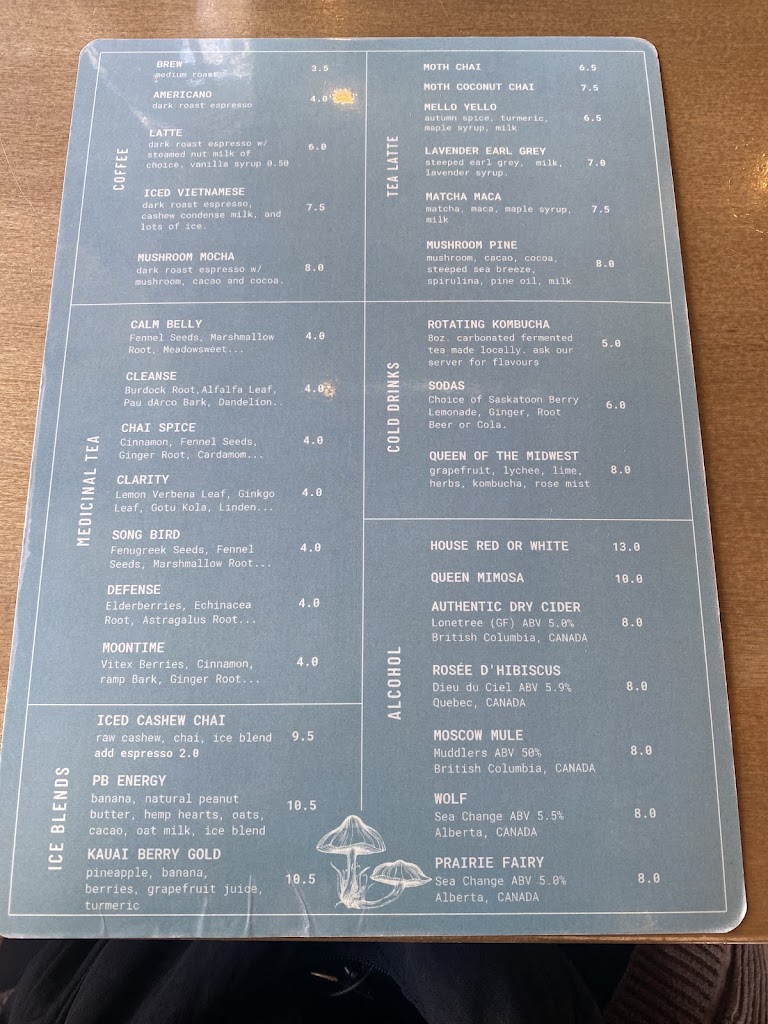 COFFEE
BREW 3.5
medium roast
AMERICANO 4.0
dark roast espresso
LATTE
dark roast espresso w/
steamed nut milk of 6.0
choice. vanilla syrup 0.50
ICED VIETNAMESE
dark roast espresso, 7.5
cashew condense milk, and
lots of ice.
MUSHROOM MOCHA
dark roast espresso w/ 8.0
mushroom, cacao and cocoa.
MEDICINAL TEA
CALM BELLY
Fennel Seeds, Marshmallow 4.0
Root, Meadowsweet...
CLEANSE
Burdock Root,Alfalfa Leaf, 4.0
Pau dArco Bark, Dandelion..
CHAI SPICE
Cinnamon, Fennel Seeds, 4.0
Ginger Root, Cardamom...
CLARITY
Lemon Verbena Leaf, Ginkgo 4.0
Leaf, Gotu Kola, Linden...
SONG BIRD
Fenugreek Seeds, Fennel 4.0
Seeds, Marshmallow Root...
DEFENSE
Elderberries, Echinacea 4.0
Root, Astragalus Root...
MOONTIME
Vitex Berries, Cinnamon, 4.0
ramp Bark, Ginger Root...
ICE BLENDS
ICED CASHEW CHAI
raw cashew, chai, ice blend 9.5
add espresso 2.0
PB ENERGY
banana, natural peanut
butter, hemp hearts, oats, 10.5
cacao, oat milk, ice blend
KAUAI BERRY GOLD
pineapple, banana, 10.5
berries, grapefruit juice,
turmeric
TEA LATTE
MOTH CHAI 6.5
MOTH COCONUT CHAI 7.5
MELLO YELLO
autumn spice, turmeric, 6.5
maple syrup, milk
LAVENDER EARL GREY
steeped earl grey, milk, 7.0
lavender syrup.
MATCHA MACA
matcha, maca, maple syrup, 7.5
milk
MUSHROOM PINE
mushroom, cacao, cocoa, 8.0
steeped sea breeze,
spirulina, pine oil, milk
COLD DRINKS
ROTATING KOMBUCHA
8oz. carbonated fermented 5.0
tea made locally. ask our
server for flavours
SODAS
Choice of Saskatoon Berry 6.0
Lemonade, Ginger, Root
Beer or Cola.
QUEEN OF THE MIDWEST
grapefruit, lychee, lime, 8.0
herbs, kombucha, rose mist
ALCOHOL
HOUSE RED OR WHITE 13.0
QUEEN MIMOSA 10.0
AUTHENTIC DRY CIDER
Lonetree (GF) ABV 5.0% 8.0
British Columbia, CANADA
ROSÉE D'HIBISCUS
Dieu du Ciel ABV 5.9% 8.0
Quebec, CANADA
MOSCOW MULE
Muddlers ABV 50% 8.0
British Columbia, CANADA
WOLF
Sea Change ABV 5.5% 8.0
Alberta, CANADA
PRAIRIE FAIRY
Sea Change ABV 5.0% 8.0
Alberta, CANADA